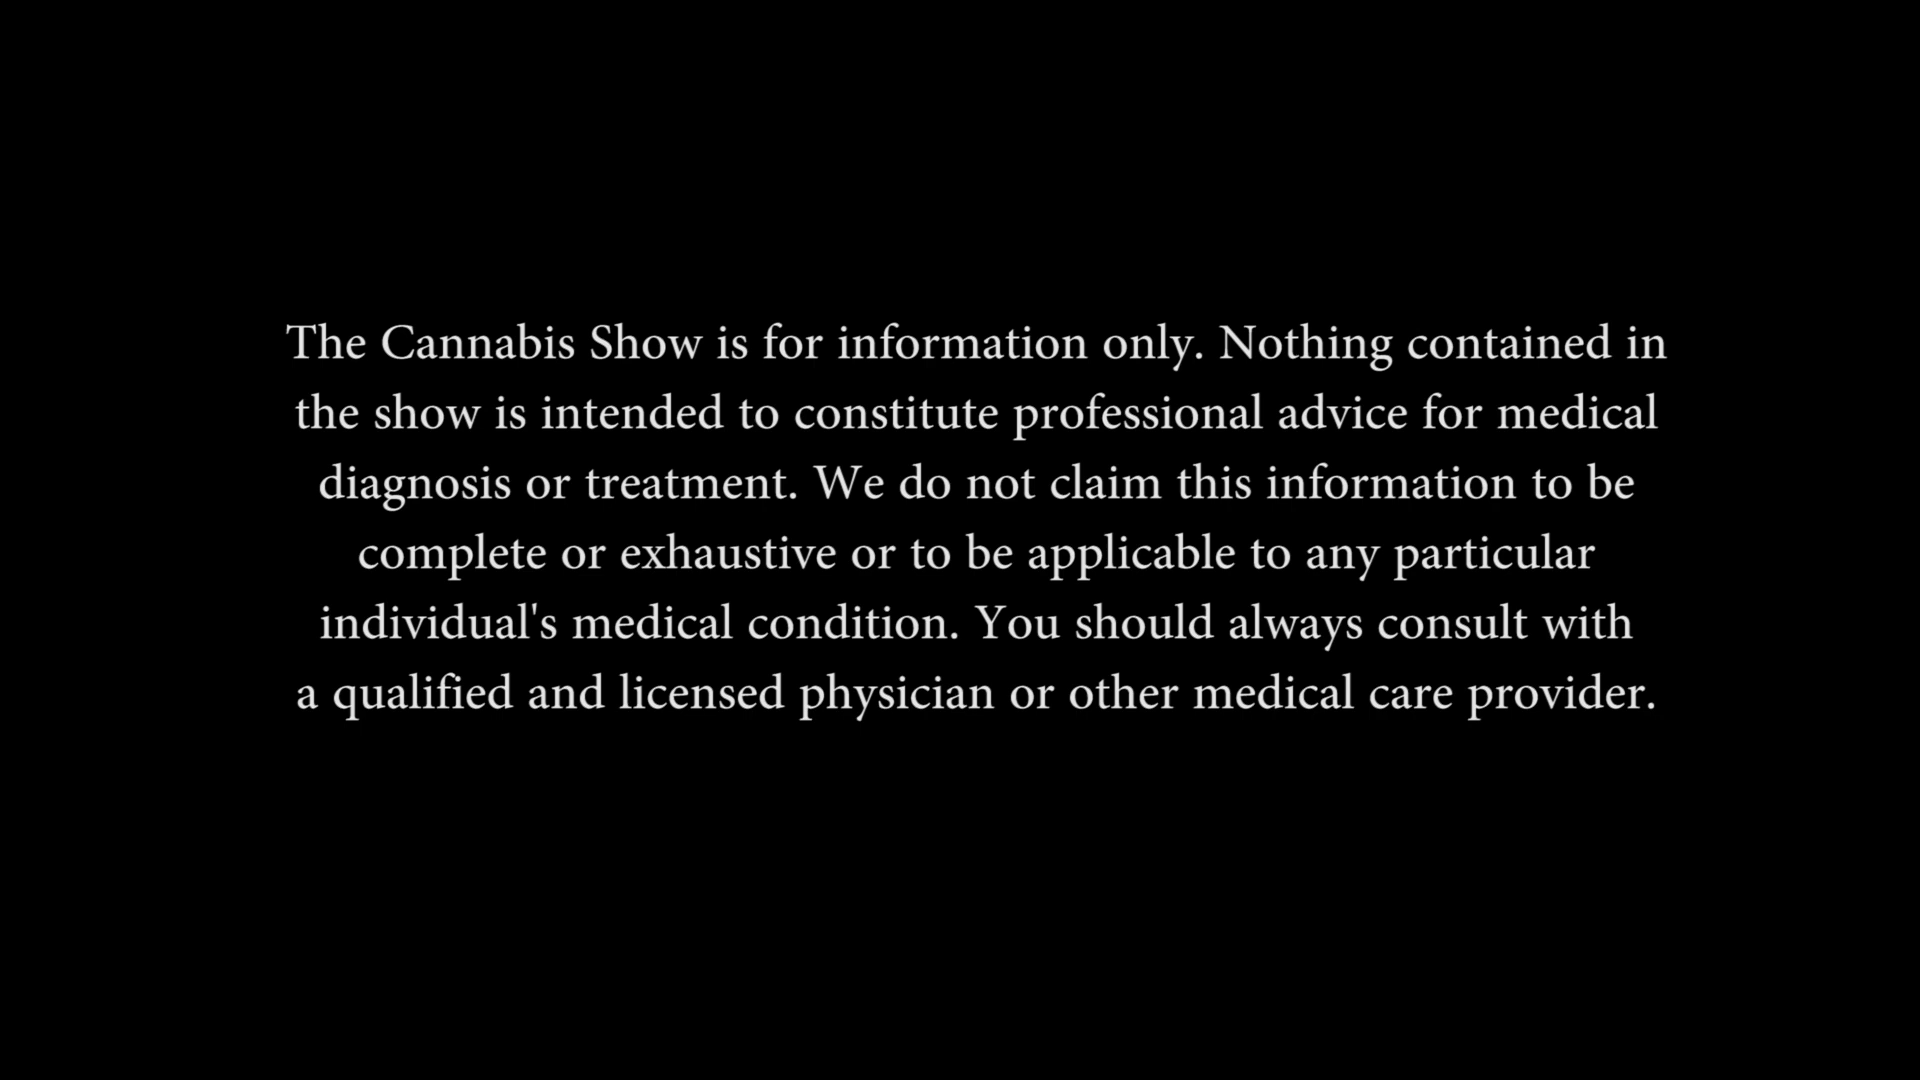 The Cannabis Show is for information only. Nothing contained in
the show is intended to constitute professional advice for medical
diagnosis or treatment. We do not claim this information to be
complete or exhaustive or to be applicable to any particular
individual's medical condition. You should always consult with
a qualified and licensed physician or other medical care provider.